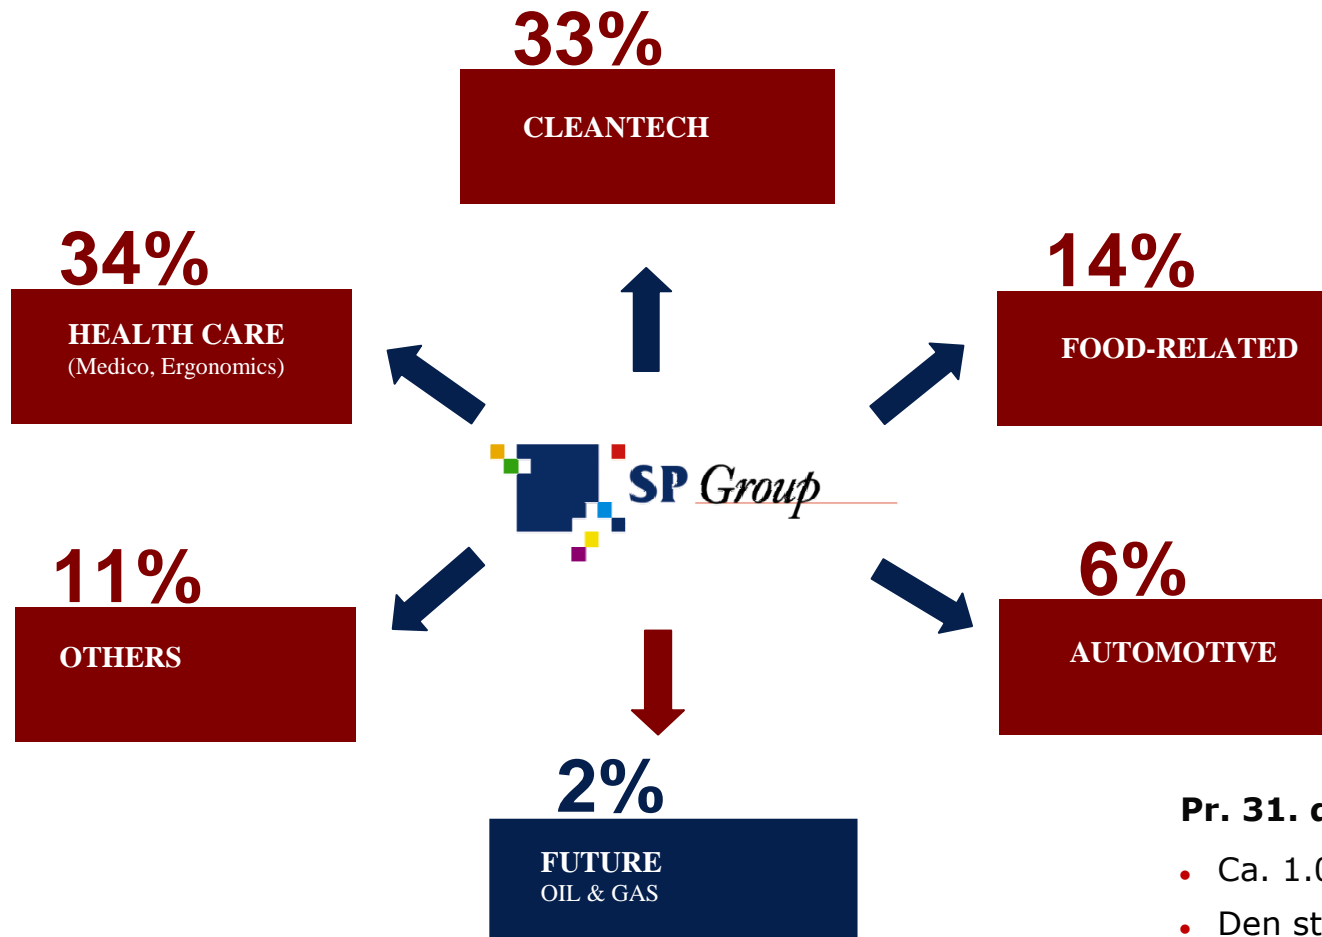 33%
CLEANTECH
34%
HEALTH CARE
(Medico, Ergonomics)
14%
FOOD-RELATED
SP Group
11%
OTHERS
6%
AUTOMOTIVE
2%
FUTURE
OIL & GAS
Pr. 31.
Ca.
Den